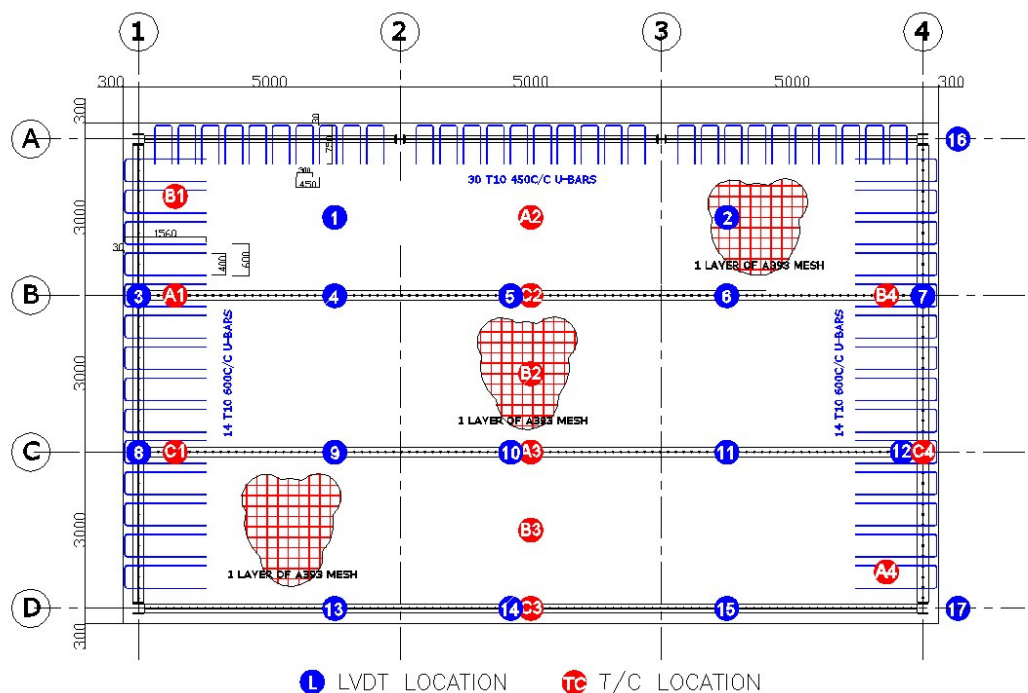 1 2 3 4
300 5000 5000 5000 300
300
A 30 750 16
300
450
30 T10 450C/C U-BARS
B1
3000
1 A2 2
1560
30 400 600
1 LAYER OF A393 MESH
B 3 A1 4 5 C2 6 B4 7
3000
14 T10 600C/C U-BARS
B2
14 T10 600C/C U-BARS
1 LAYER OF A393 MESH
C 8 C1 9 10 A3 11 12 C4
3000
B3
1 LAYER OF A393 MESH
A4
D 13 14 C3 15 17
300
L LVDT LOCATION TC T/C LOCATION